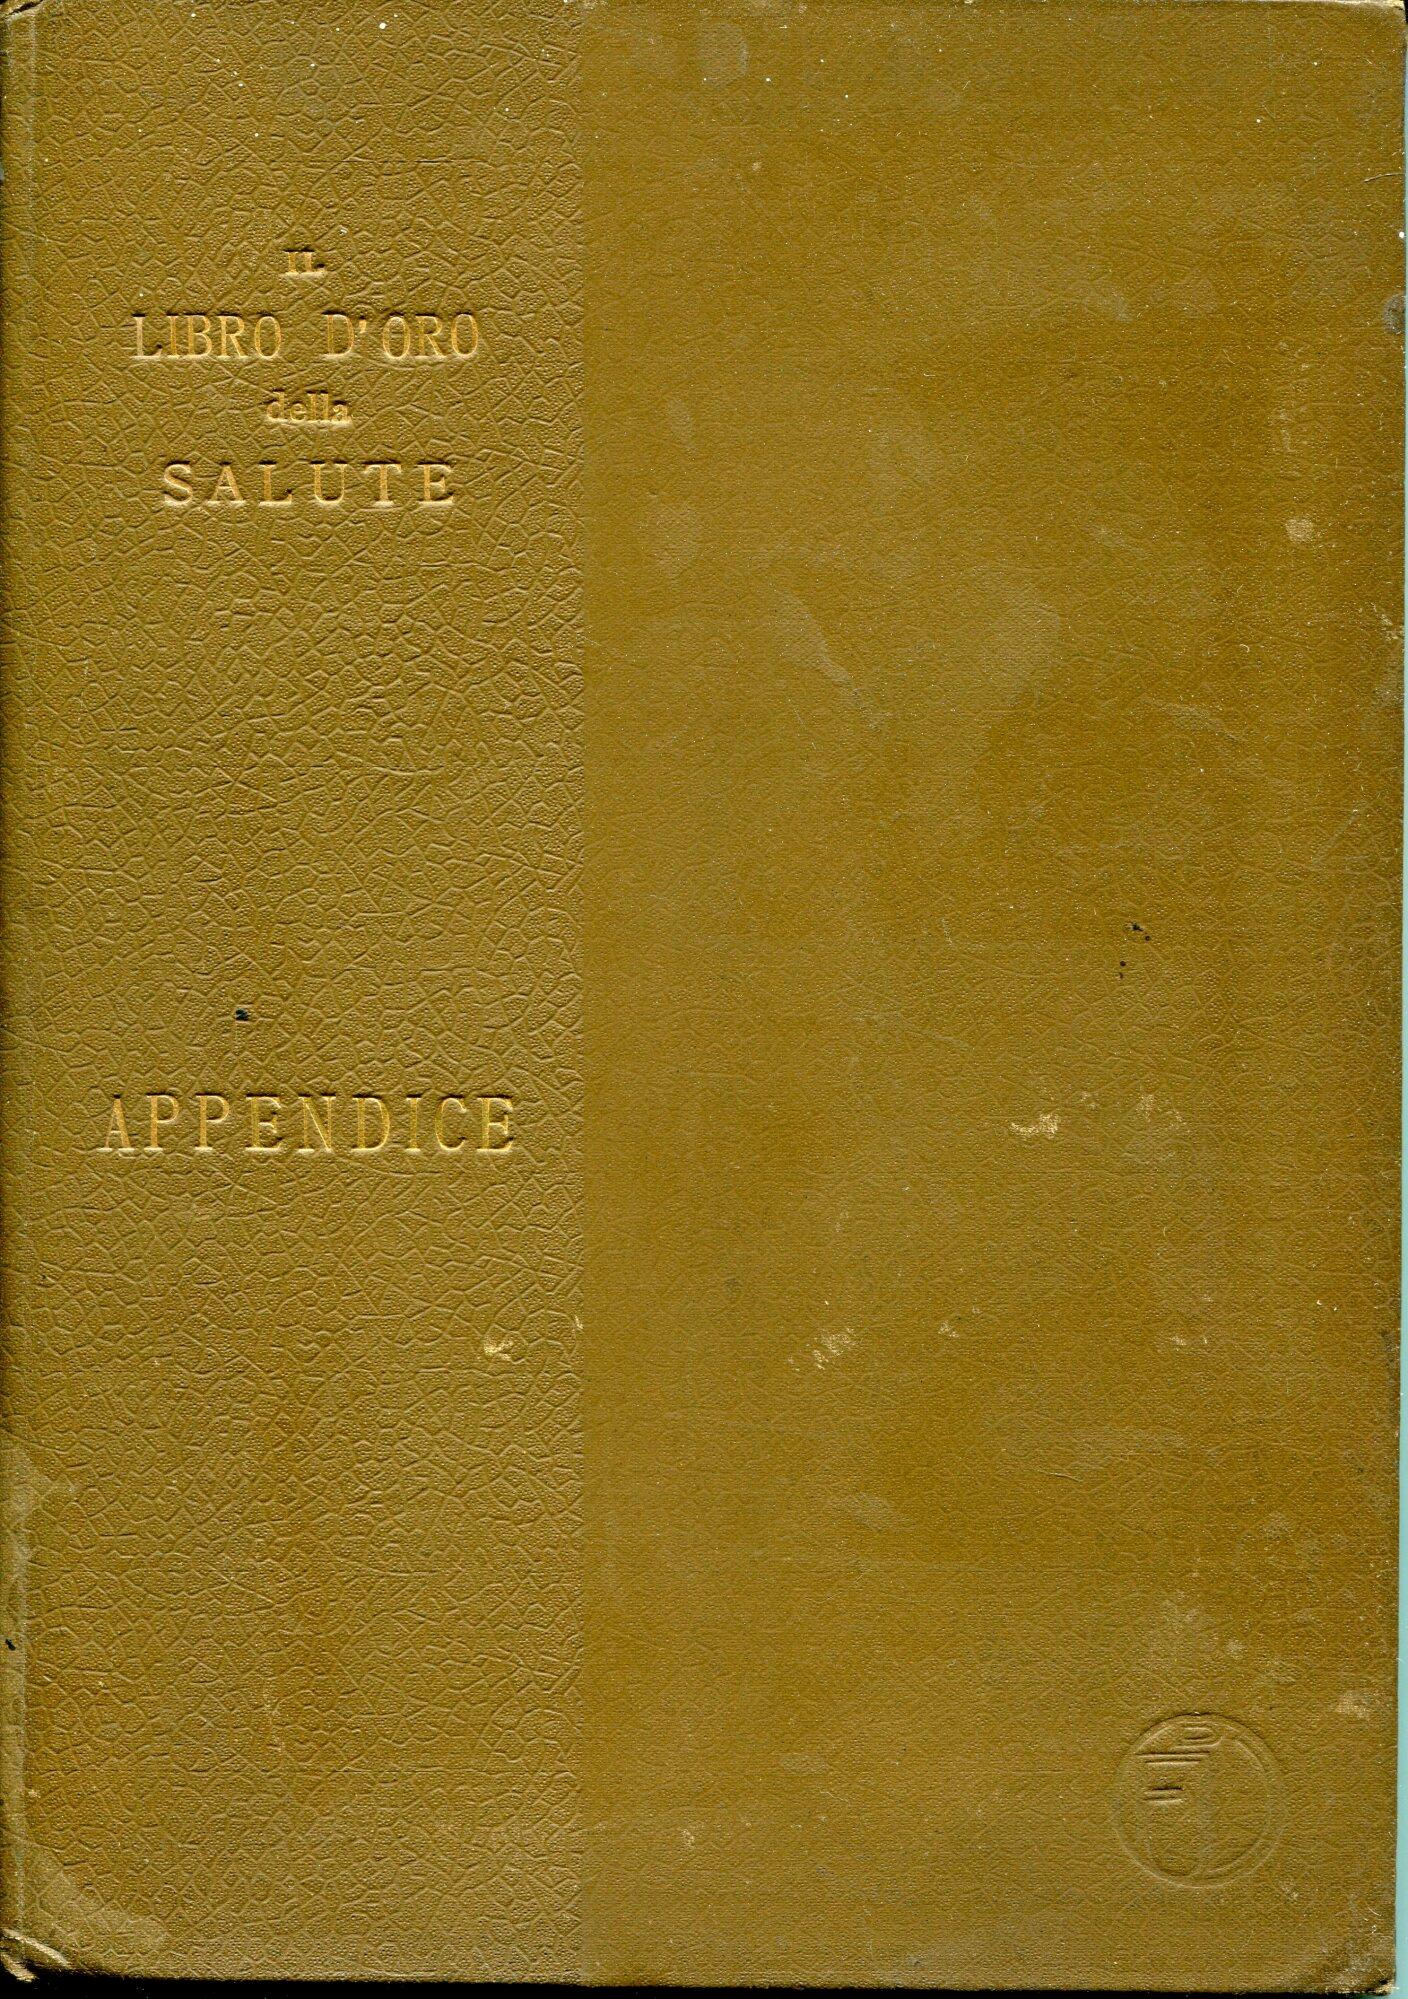 IL
LIBRO D'ORO
della
SALUTE
APPENDICE